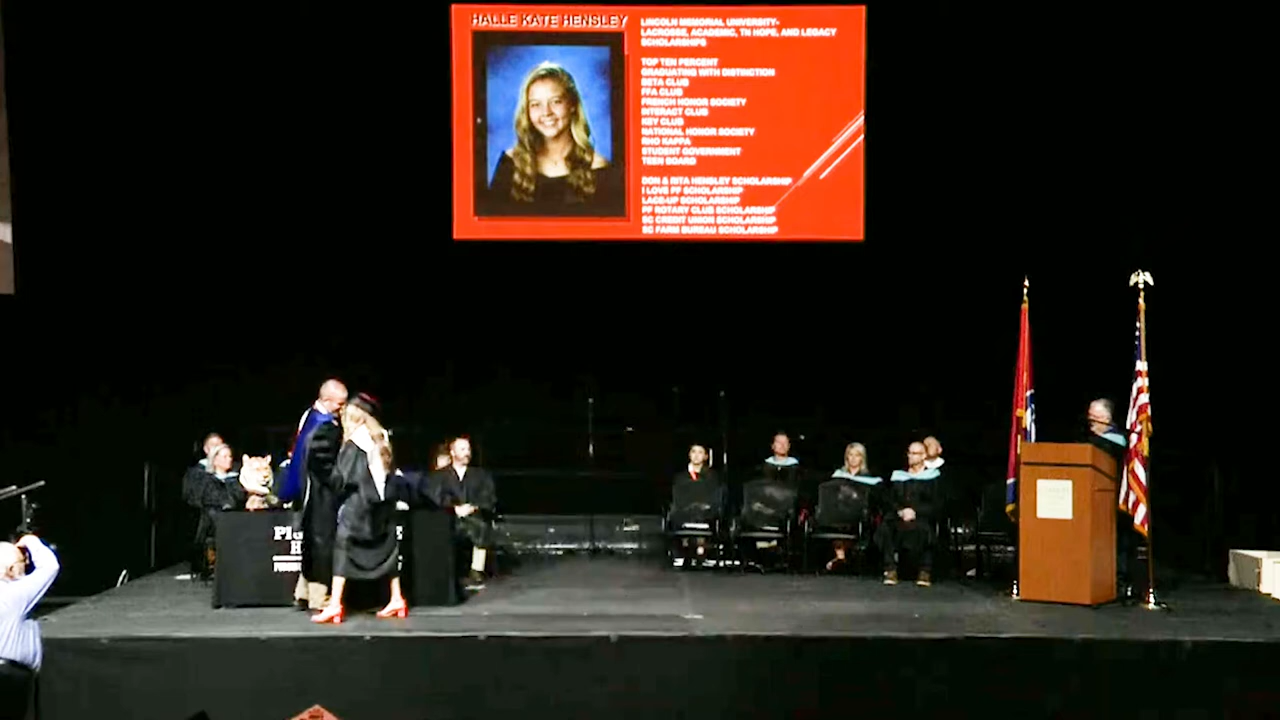 HALLE KATE HENSLEY
LINCOLN MEMORIAL UNIVERSITY-
LACROSSE, ACADEMIC, TN HOPE, AND LEGACY
SCHOLARSHIPS
TOP TEN PERCENT
GRADUATING WITH DISTINCTION
BETA CLUB
FFA CLUB
FRENCH HONOR SOCIETY
INTERACT CLUB
KEY CLUB
NATIONAL HONOR SOCIETY
RHO KAPPA
STUDENT GOVERNMENT
TEEN BOARD
DON & RITA HENSLEY SCHOLARSHIP
I LOVE PF SCHOLARSHIP
LACE-UP SCHOLARSHIP
PF ROTARY CLUB SCHOLARSHIP
SC CREDIT UNION SCHOLARSHIP
SC FARM BUREAU SCHOLARSHIP